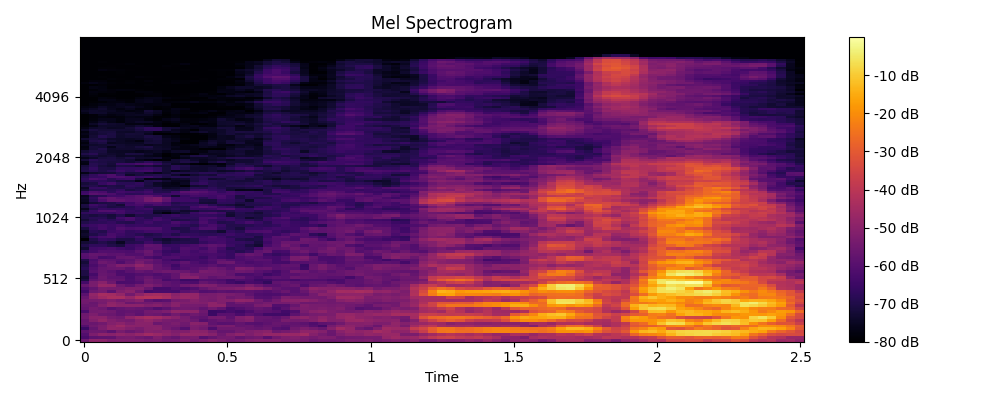 Mel Spectrogram
Hz
4096
2048
1024
512
0
0
0.5
1
1.5
2
2.5
Time
-10 dB
-20 dB
-30 dB
-40 dB
-50 dB
-60 dB
-70 dB
-80 dB